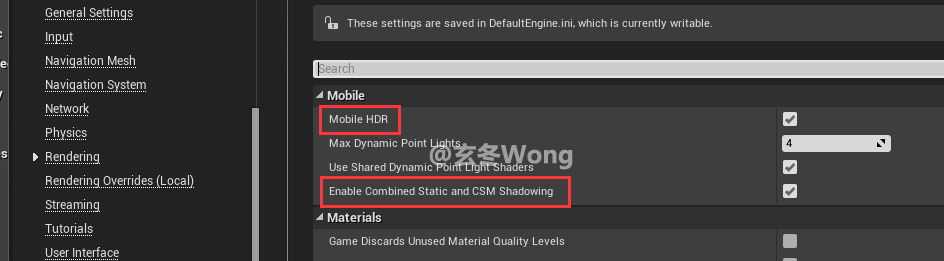 General Settings
Input
Navigation Mesh
Navigation System
Network
Physics
Rendering
Rendering Overrides (Local)
Streaming
Tutorials
User Interface
These settings are saved in DefaultEngine.ini, which is currently writable.
Search
Mobile
Mobile HDR
Max Dynamic Point Lights
4
@玄冬Wong
Use Shared Dynamic Point Light Shaders
Enable Combined Static and CSM Shadowing
Materials
Game Discards Unused Material Quality Levels